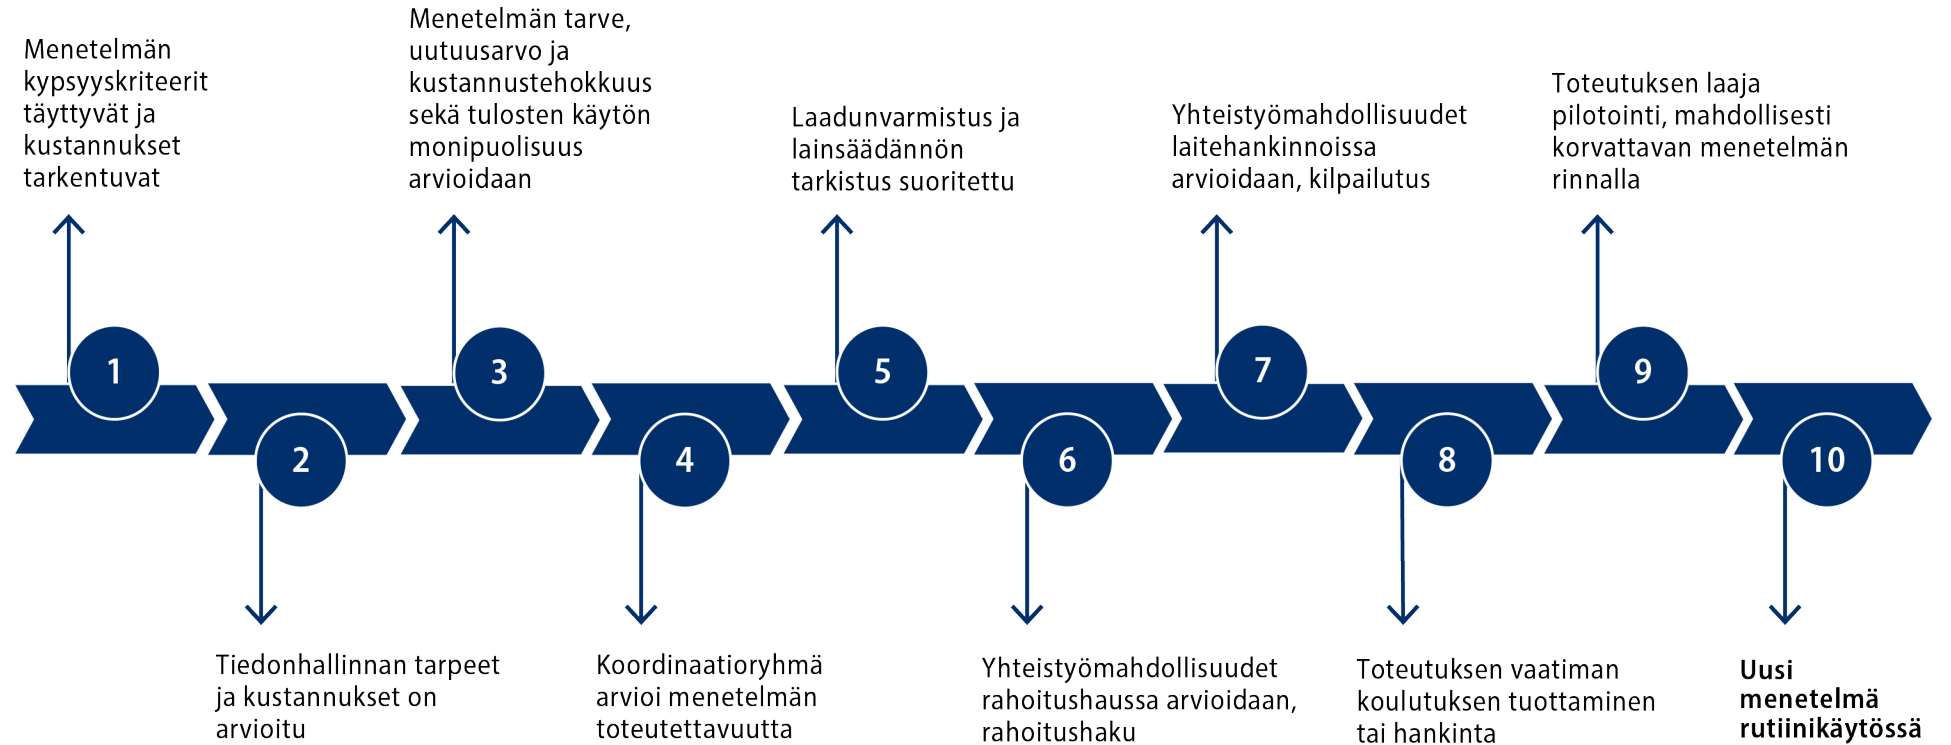 Menetelmän
kypsyyskriteerit
täyttyvät ja
kustannukset
tarkentuvat
Menetelmän tarve,
uutuusarvo ja
kustannustehokkuus
sekä tulosten käytön
monipuolisuus
arvioidaan
Laadunvarmistus ja
lainsäädännön
tarkistus suoritettu
Yhteistyömahdollisuudet
laitehankinnoissa
arvioidaan, kilpailutus
Toteutuksen laaja
pilotointi, mahdollisesti
korvattavan menetelmän
rinnalla
1
2
3
4
5
6
7
8
9
10
Tiedonhallinnan tarpeet
ja kustannukset on
arvioitu
Koordinaatioryhmä
arvioi menetelmän
toteutettavuutta
Yhteistyömahdollisuudet
rahoitushaussa arvioidaan,
rahoitushaku
Toteutuksen vaatiman
koulutuksen tuottaminen
tai hankinta
Uusi
menetelmä
rutiinikäytössä